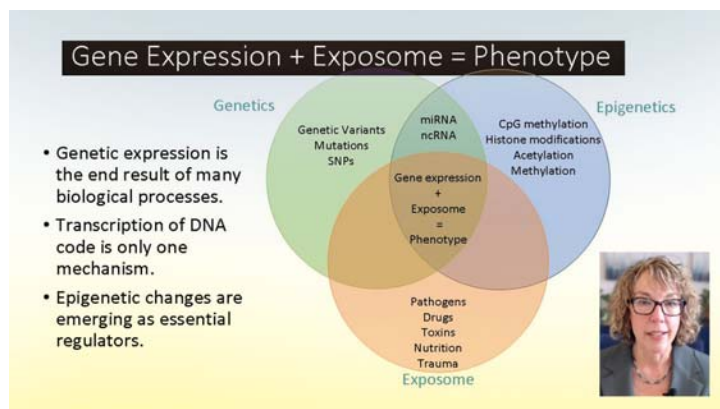 Gene Expression + Exposome = Phenotype
Genetics
Epigenetics
• Genetic expression is
the end result of many
biological processes.
• Transcription of DNA
code is only one
mechanism.
• Epigenetic changes are
emerging as essential
regulators.
Genetic Variants
Mutations
SNPs
miRNA
ncRNA
CpG methylation
Histone modifications
Acetylation
Methylation
Gene expression
+
Exposome
=
Phenotype
Pathogens
Drugs
Toxins
Nutrition
Trauma
Exposome